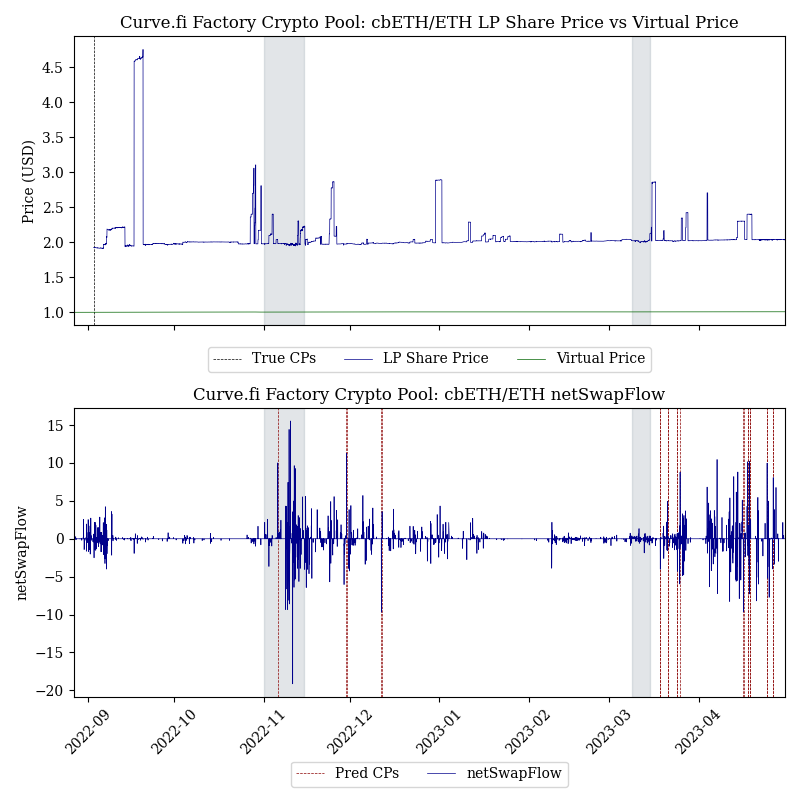 Curve.fi Factory Crypto Pool: cbETH/ETH LP Share Price vs Virtual Price
Price (USD)
4.5
4.0
3.5
3.0
2.5
2.0
1.5
1.0
True CPs LP Share Price Virtual Price
Curve.fi Factory Crypto Pool: cbETH/ETH netSwapFlow
netSwapFlow
15
10
5
0
−5
−10
−15
−20
2022-09 2022-10 2022-11 2022-12 2023-01 2023-02 2023-03 2023-04
Pred CPs netSwapFlow